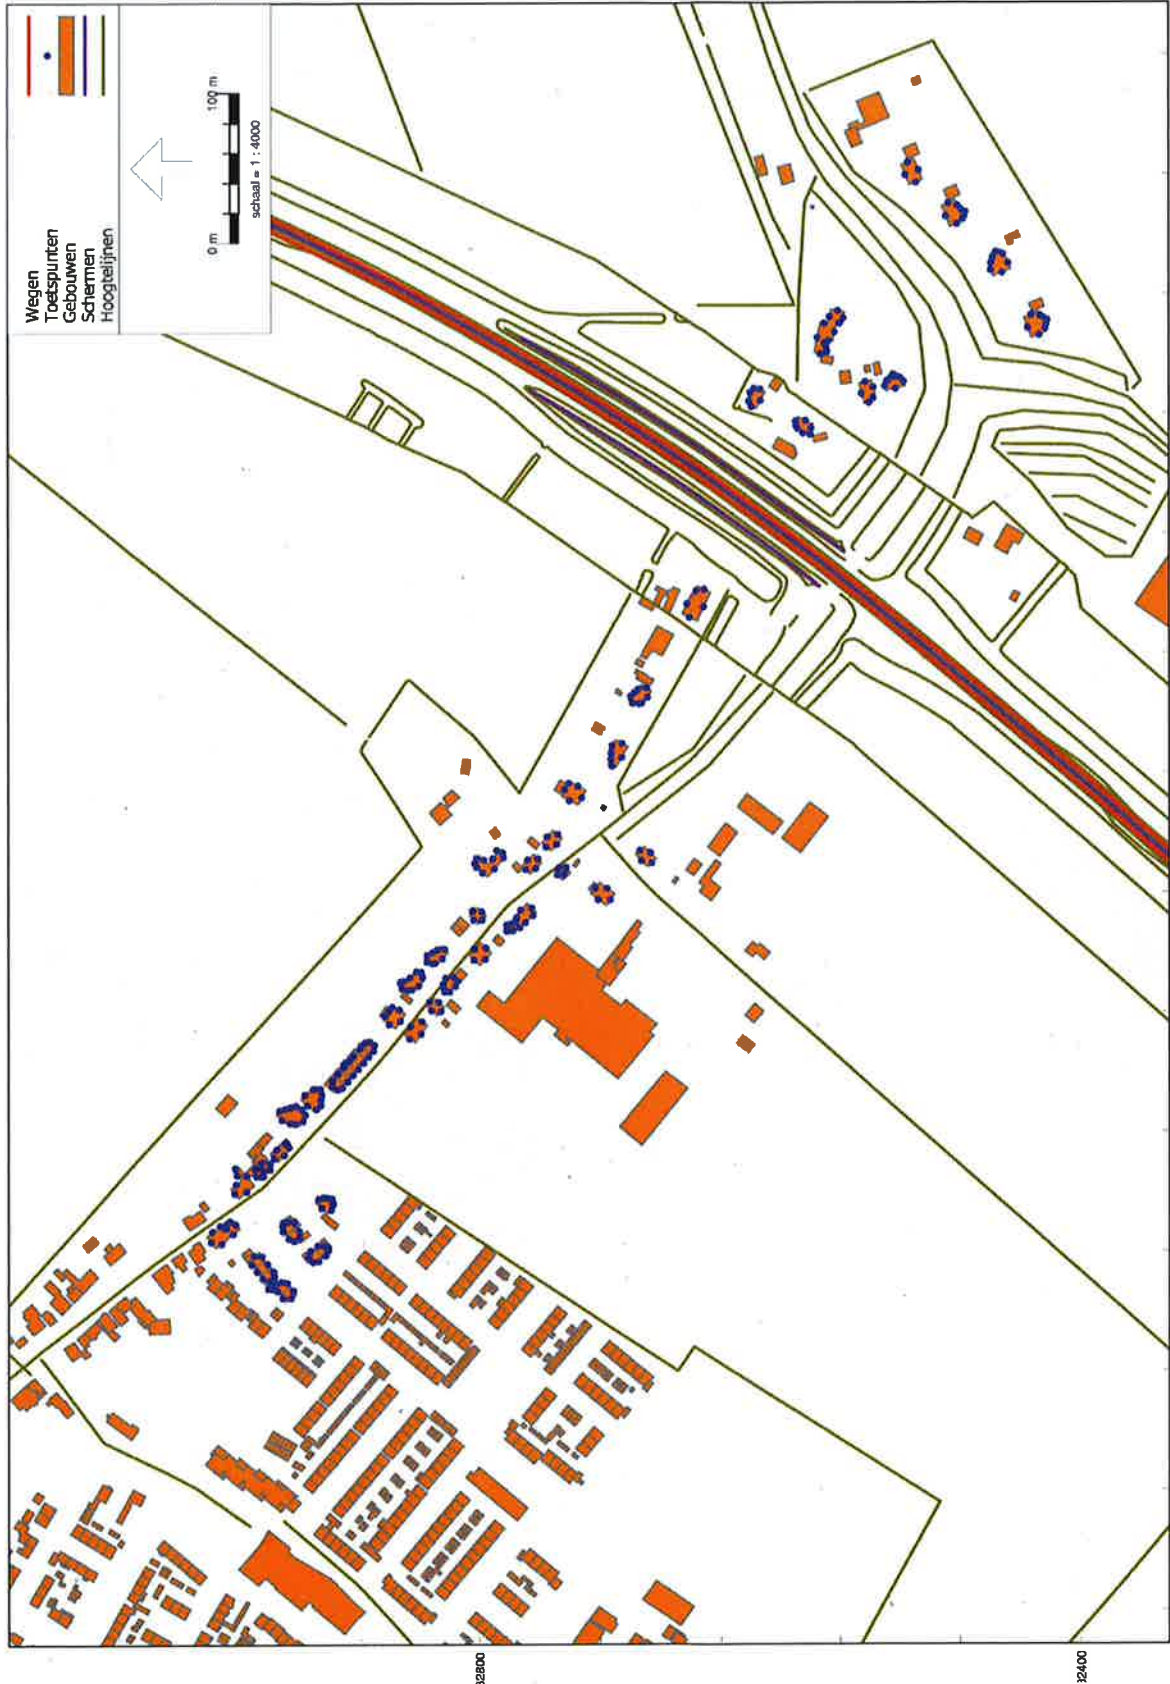 Wegen
Toetspunten
Gebouwen
Schermen
Hoogtelijnen
0 m 100 m
schaal = 1 : 4000
32800
32400